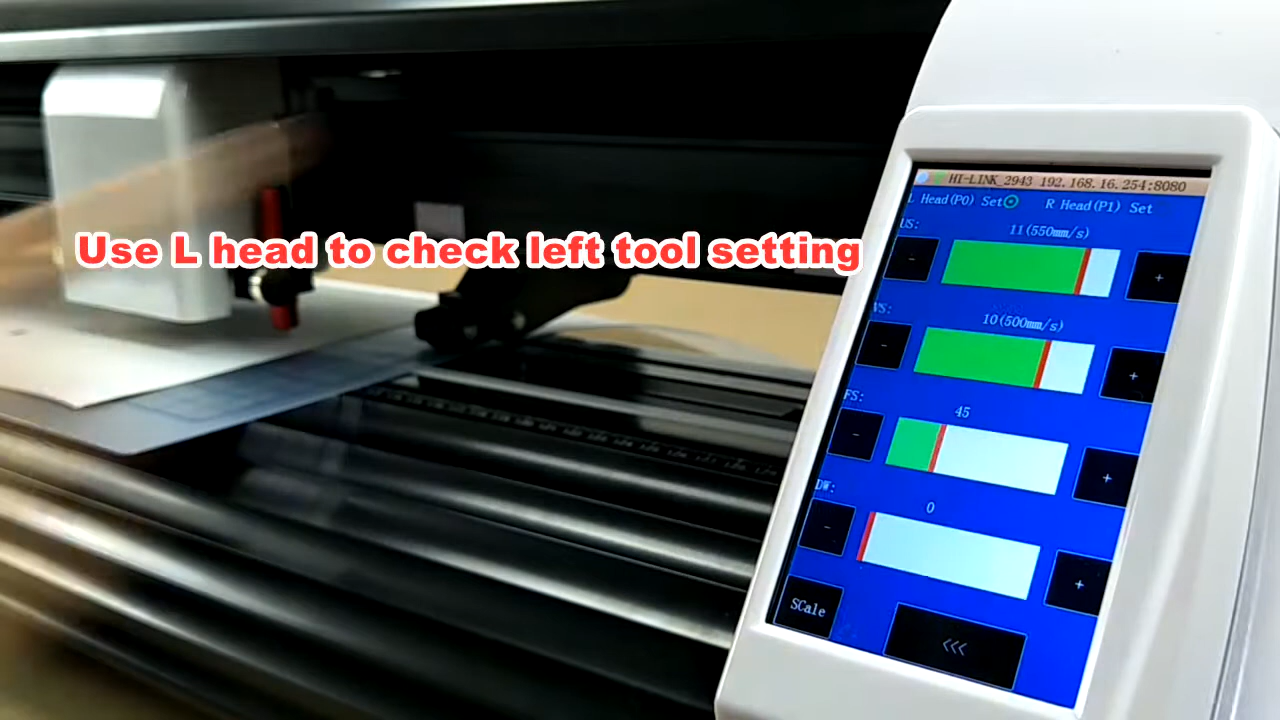 HI-LINK_2943 192.168.16.254:8080
L Head(P0) Set R Head(P1) Set
US:
11(550mm/s)
- +
Use L head to check left tool setting
VS:
10(500mm/s)
- +
FS:
45
- +
DW:
0
- +
SCale
<<<